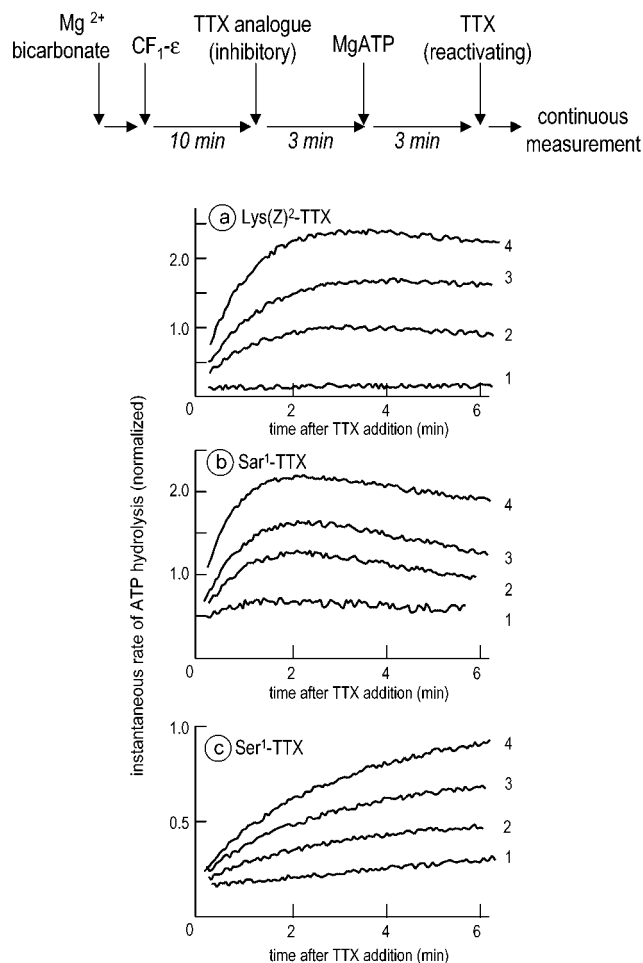 Mg 2+
bicarbonate
CF1-ε
TTX analogue
(inhibitory)
MgATP
TTX
(reactivating)
10 min
3 min
3 min
continuous
measurement
instantaneous rate of ATP hydrolysis (normalized)
a Lys(Z)2-TTX
2.0
1.0
0
2
4
6
4
3
2
1
time after TTX addition (min)
b Sar1-TTX
2.0
1.0
0
2
4
6
4
3
2
1
time after TTX addition (min)
c Ser1-TTX
1.0
0.5
0
2
4
6
4
3
2
1
time after TTX addition (min)